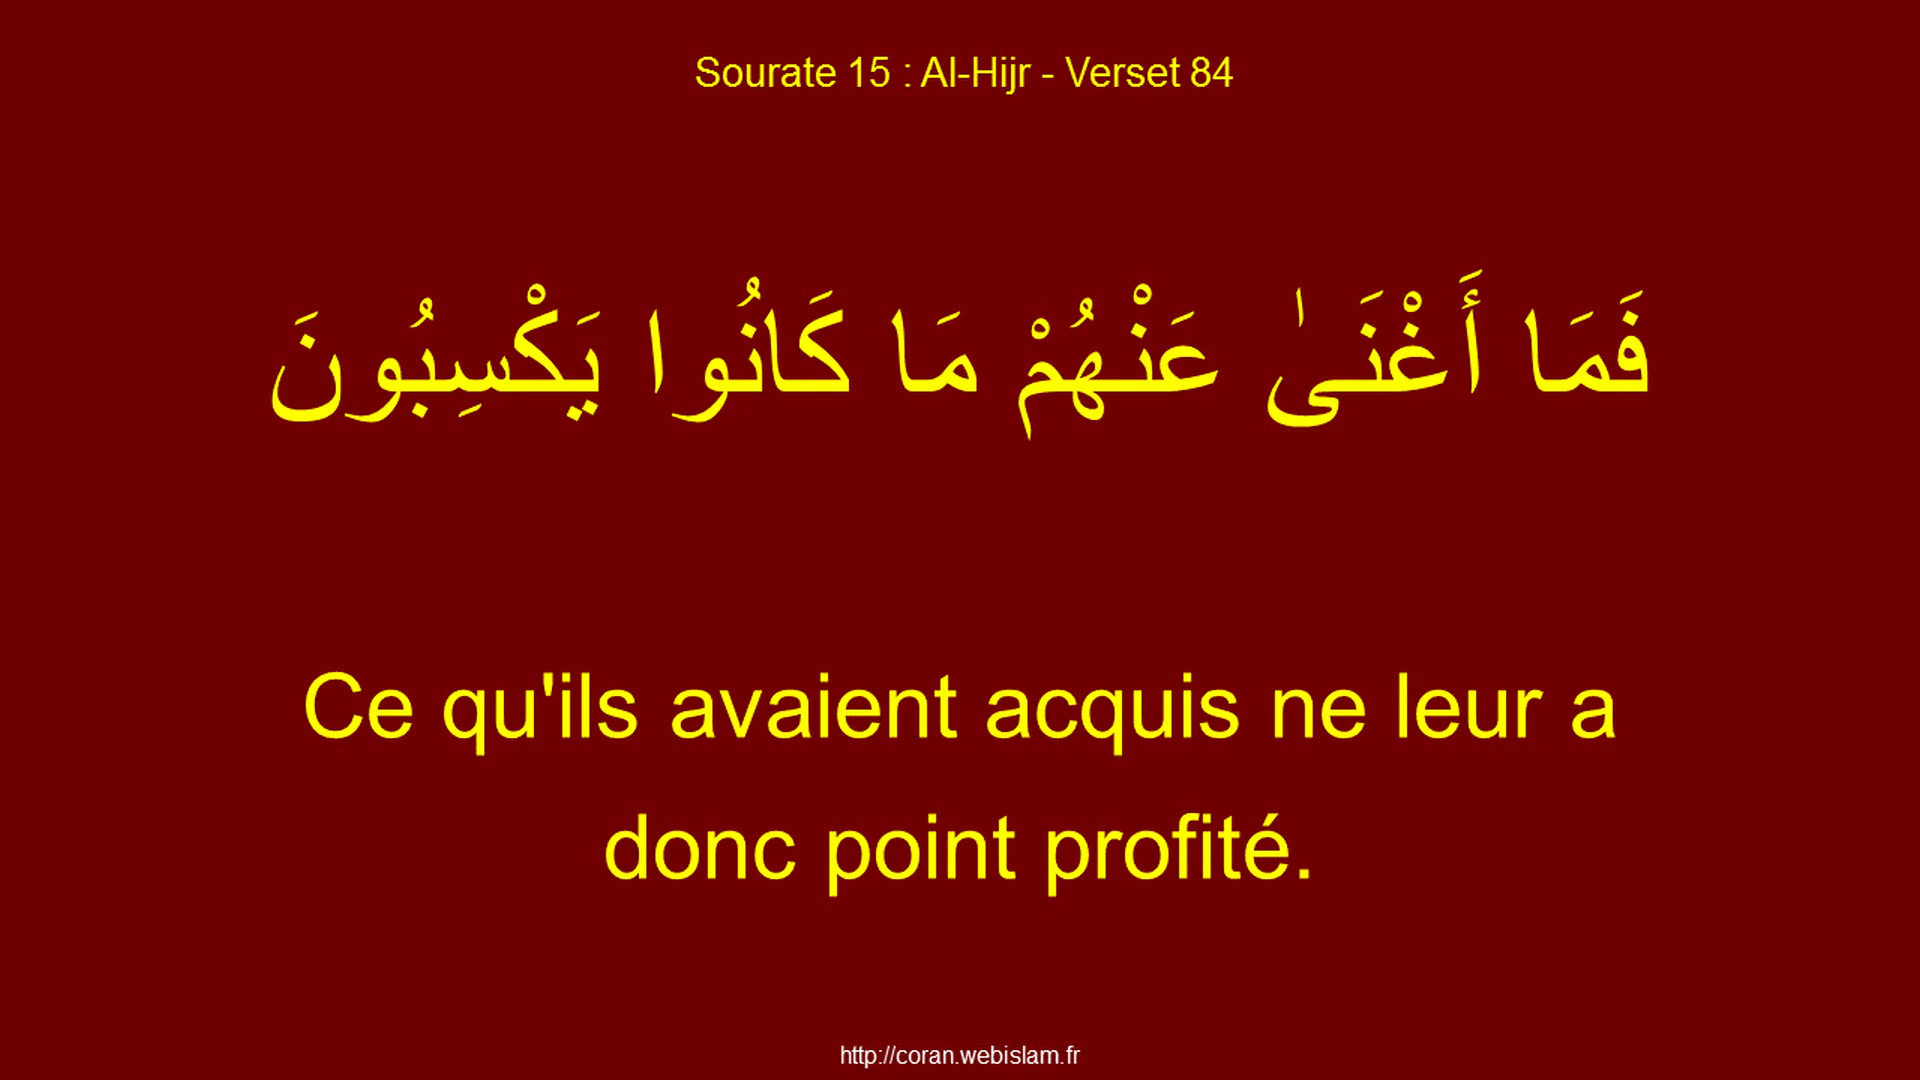 Sourate 15 : Al-Hijr - Verset 84
فَمَا أَغْنَىٰ عَنْهُمْ مَا كَانُوا يَكْسِبُونَ
Ce qu'ils avaient acquis ne leur a
donc point profité.
http://coran.webislam.fr